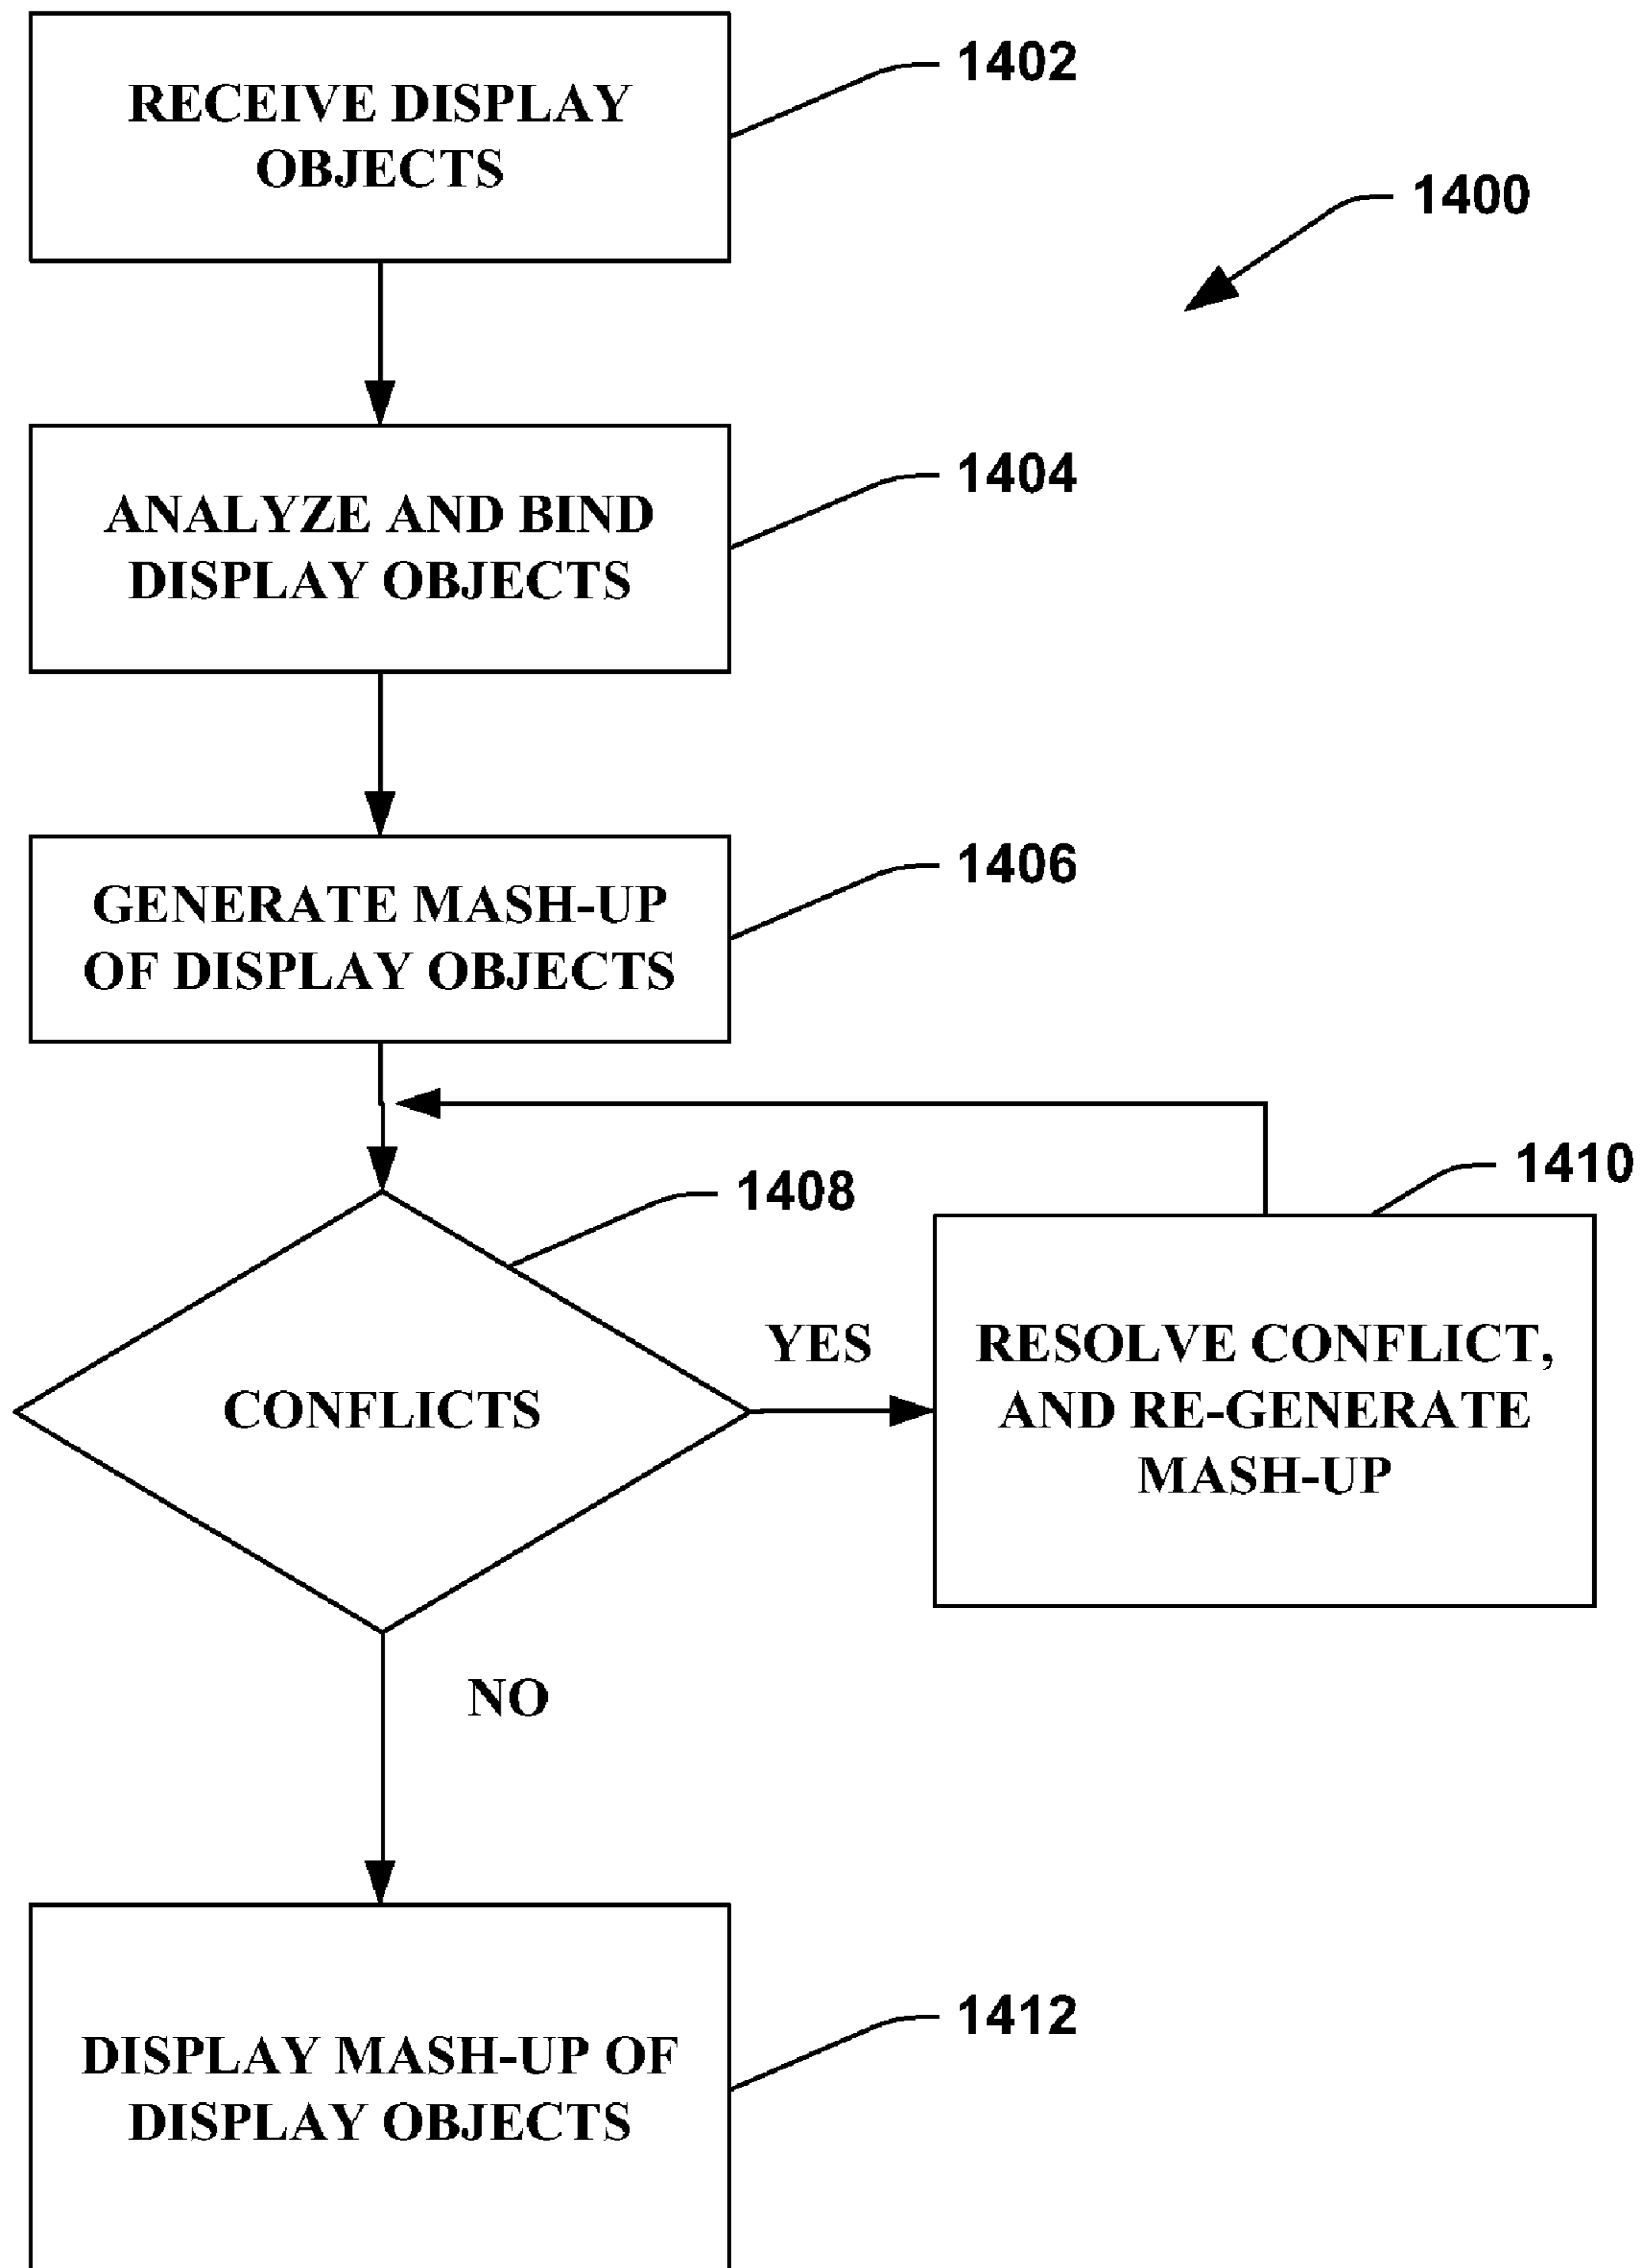 RECEIVE DISPLAY
OBJECTS
1402
1400
ANALYZE AND BIND
DISPLAY OBJECTS
1404
GENERATE MASH-UP
OF DISPLAY OBJECTS
1406
CONFLICTS
1408
YES
RESOLVE CONFLICT,
AND RE-GENERATE
MASH-UP
1410
NO
DISPLAY MASH-UP OF
DISPLAY OBJECTS
1412